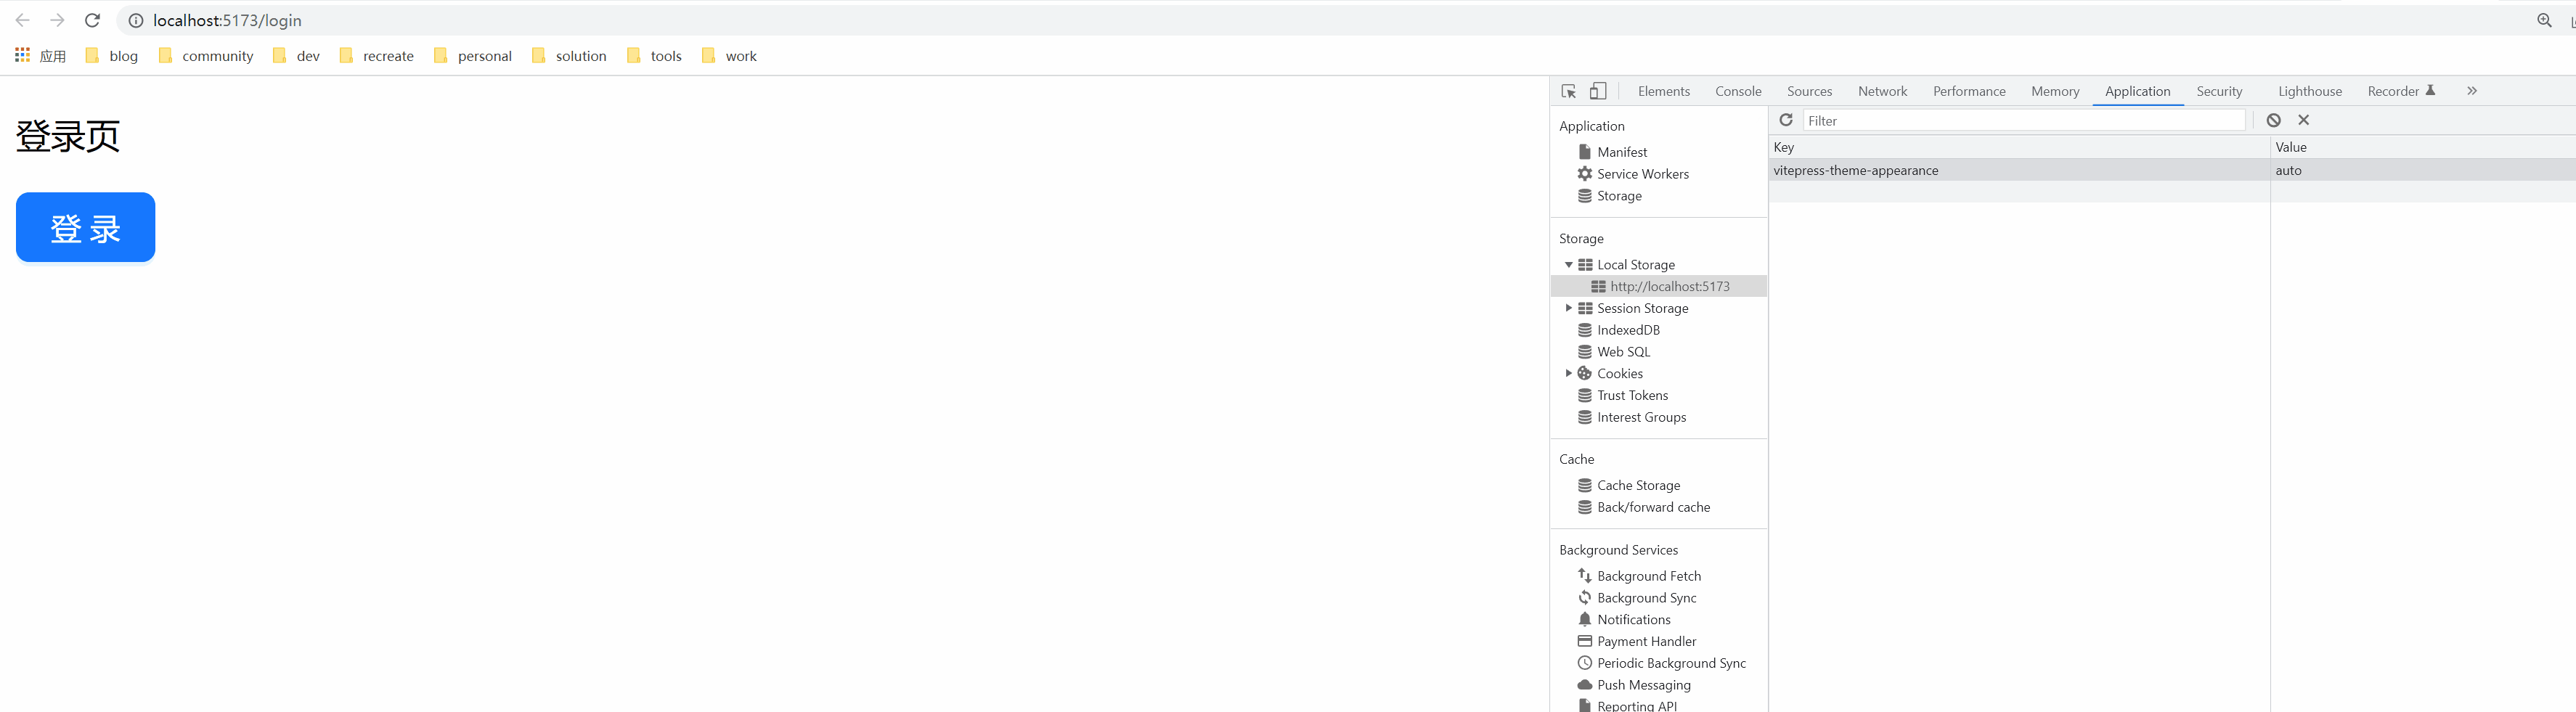 localhost:5173/login
应用 blog community dev recreate personal solution tools work
登录页
登 录
Elements Console Sources Network Performance Memory Application Security Lighthouse Recorder
Application
Manifest
Service Workers
Storage
Storage
Local Storage
http://localhost:5173
Session Storage
IndexedDB
Web SQL
Cookies
Trust Tokens
Interest Groups
Cache
Cache Storage
Back/forward cache
Background Services
Background Fetch
Background Sync
Notifications
Payment Handler
Periodic Background Sync
Push Messaging
Reporting API
Filter
Key Value
vitepress-theme-appearance auto